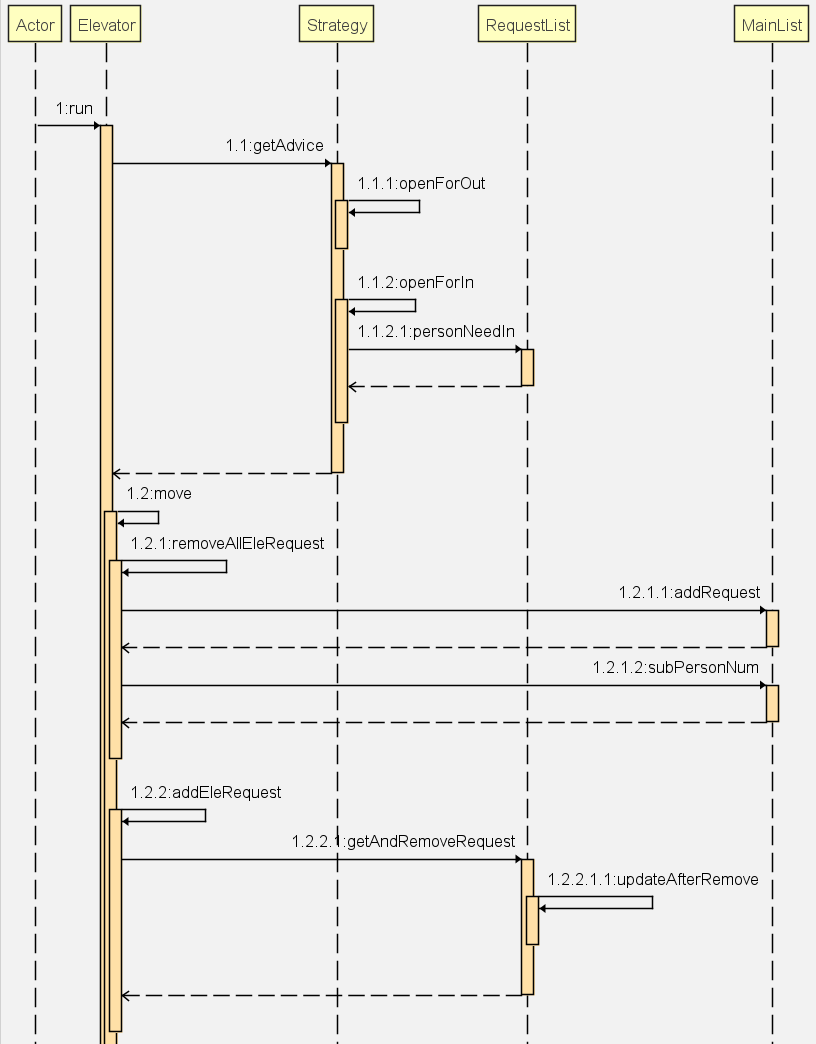 Actor
Elevator
Strategy
RequestList
MainList
1:run
1.1:getAdvice
1.1.1:openForOut
1.1.2:openForIn
1.1.2.1:personNeedIn
1.2:move
1.2.1:removeAllEleRequest
1.2.1.1:addRequest
1.2.1.2:subPersonNum
1.2.2:addEleRequest
1.2.2.1:getAndRemoveRequest
1.2.2.1.1:updateAfterRemove